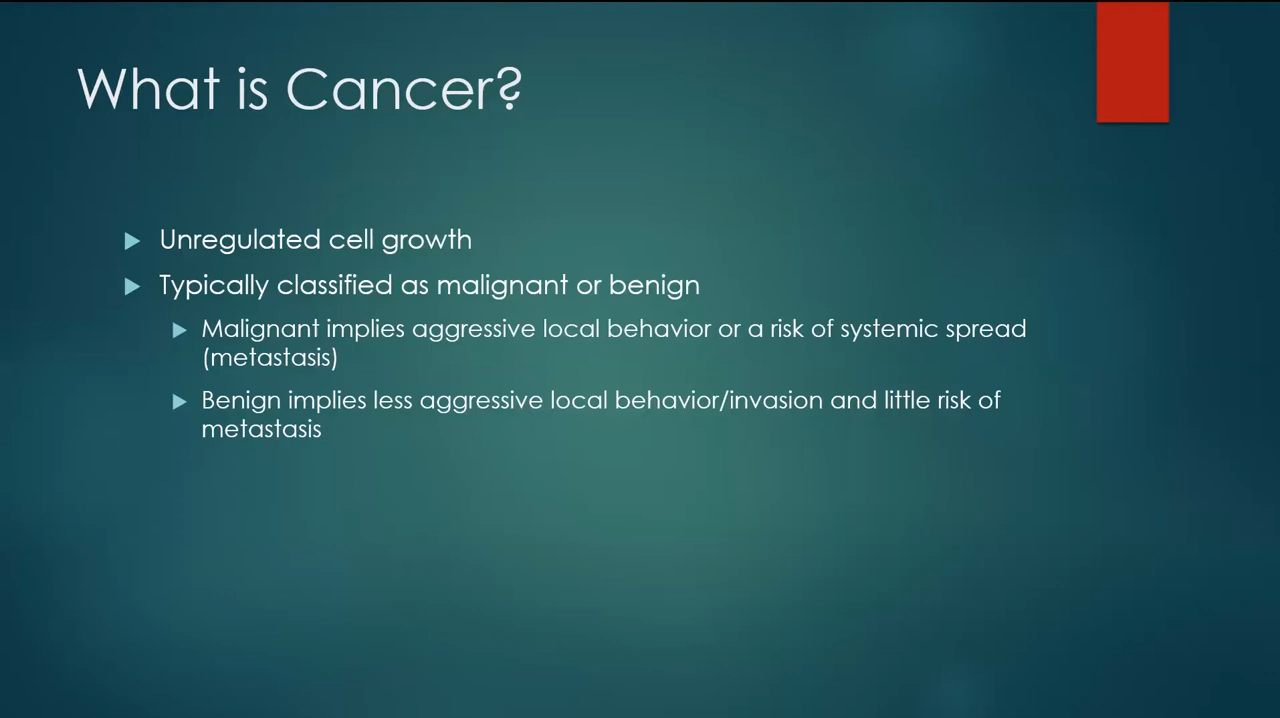 What is Cancer?
Unregulated cell growth
Typically classified as malignant or benign
Malignant implies aggressive local behavior or a risk of systemic spread
(metastasis)
Benign implies less aggressive local behavior/invasion and little risk of
metastasis